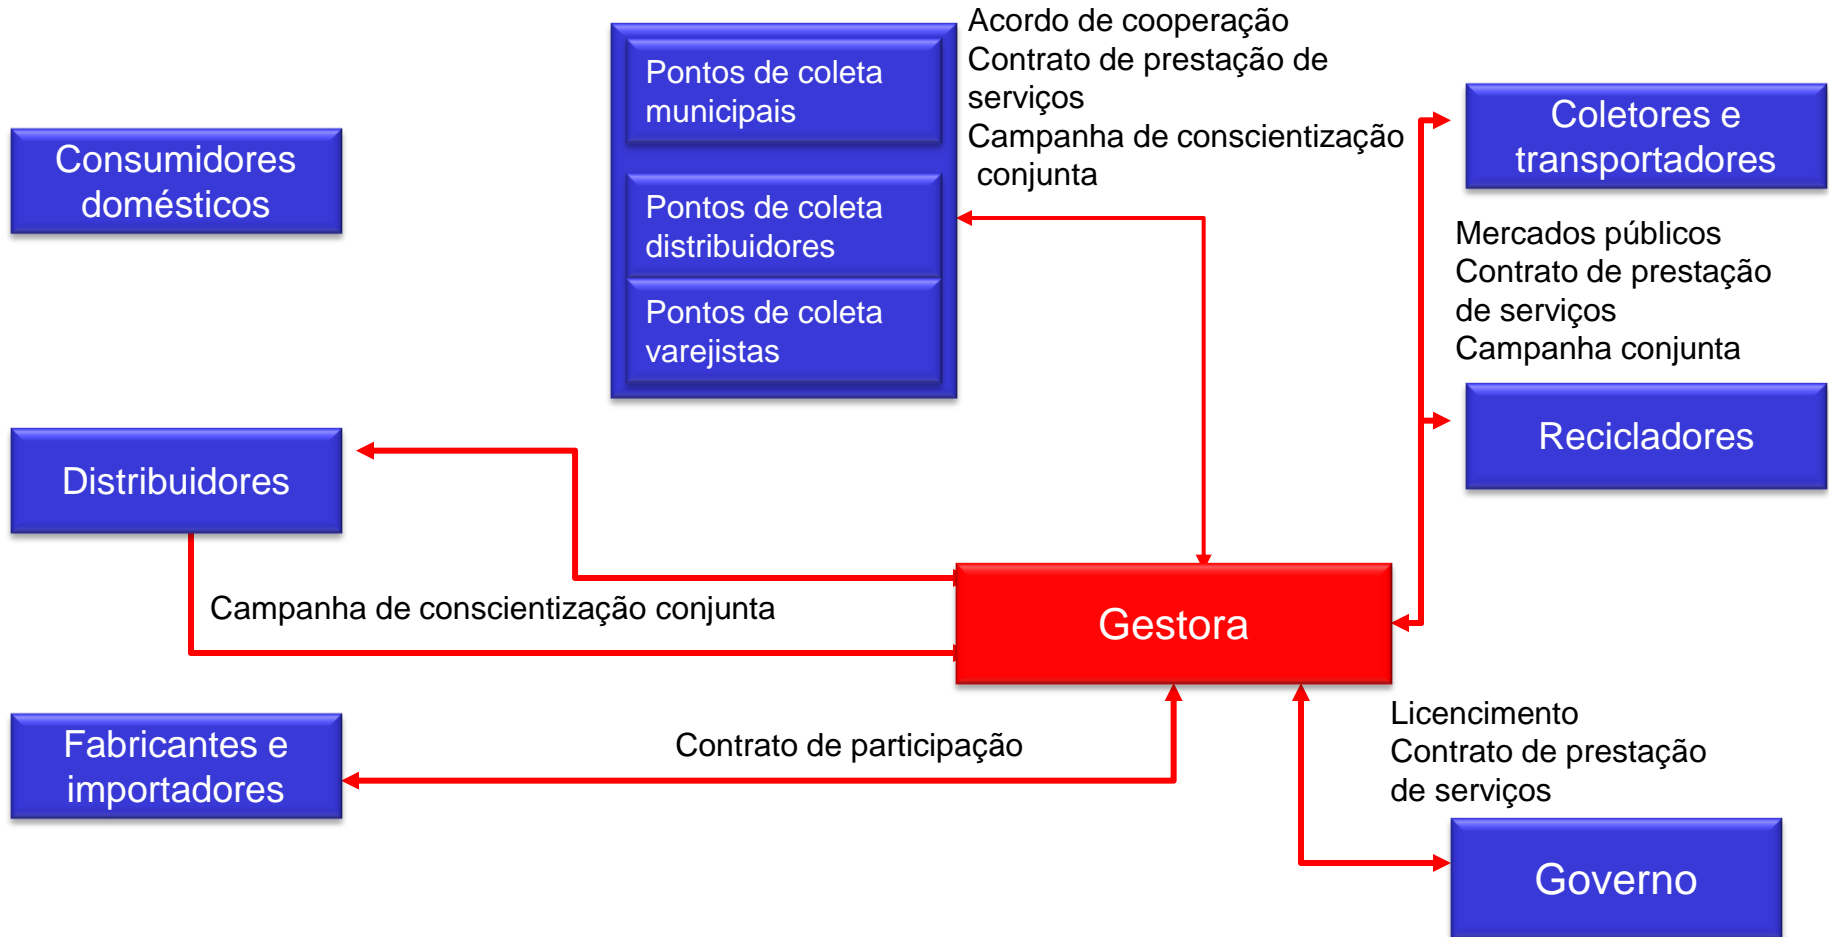 Acordo de cooperação
Contrato de prestação de
serviços
Campanha de conscientização
conjunta
Pontos de coleta
municipais
Pontos de coleta
distribuidores
Pontos de coleta
varejistas
Consumidores
domésticos
Coletores e
transportadores
Mercados públicos
Contrato de prestação
de serviços
Campanha conjunta
Recicladores
Distribuidores
Campanha de conscientização conjunta
Gestora
Fabricantes e
importadores
Contrato de participação
Licencimento
Contrato de prestação
de serviços
Governo